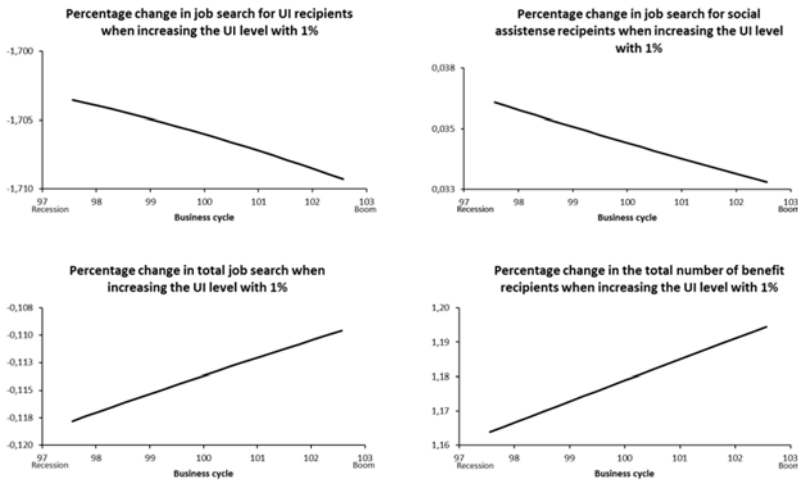 Percentage change in job search for UI recipients
when increasing the UI level with 1%
-1,700
-1,705
-1,710
97 98 99 100 101 102 103
Recession Boom
Business cycle
Percentage change in job search for social
assistense recipeints when increasing the UI level
with 1%
0,038
0,035
0,033
97 98 99 100 101 102 103
Recession Boom
Business cycle
Percentage change in total job search when
increasing the UI level with 1%
-0,108
-0,110
-0,113
-0,115
-0,118
-0,120
97 98 99 100 101 102 103
Recession Boom
Business cycle
Percentage change in the total number of benefit
recipients when increasing the UI level with 1%
1,20
1,19
1,18
1,17
1,16
97 98 99 100 101 102 103
Recession Boom
Business cycle